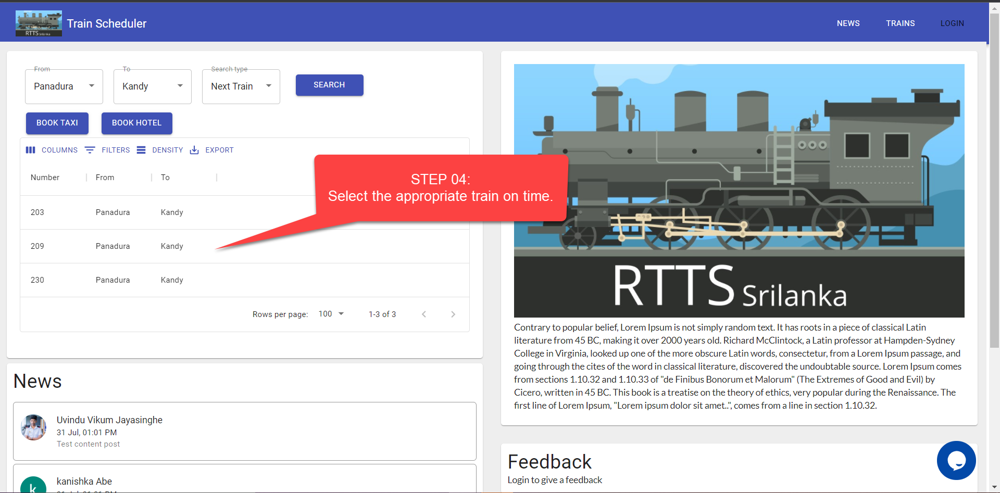 RTTS Srilanka
Train Scheduler
NEWS
TRAINS
LOGIN
From
Panadura
To
Kandy
Search type
Next Train
SEARCH
BOOK TAXI
BOOK HOTEL
COLUMNS
FILTERS
DENSITY
EXPORT
Number
From
To
203
Panadura
Kandy
209
Panadura
Kandy
230
Panadura
Kandy
Rows per page:
100
1-3 of 3
STEP 04:
Select the appropriate train on time.
News
Uvindu Vikum Jayasinghe
31 Jul, 01:01 PM
Test content post
k
kanishka Abe
RTTS Srilanka
Contrary to popular belief, Lorem Ipsum is not simply random text. It has roots in a piece of classical Latin
literature from 45 BC, making it over 2000 years old. Richard McClintock, a Latin professor at Hampden-Sydney
College in Virginia, looked up one of the more obscure Latin words, consectetur, from a Lorem Ipsum passage, and
going through the cites of the word in classical literature, discovered the undoubtable source. Lorem Ipsum comes
from sections 1.10.32 and 1.10.33 of "de Finibus Bonorum et Malorum" (The Extremes of Good and Evil) by
Cicero, written in 45 BC. This book is a treatise on the theory of ethics, very popular during the Renaissance. The
first line of Lorem Ipsum, "Lorem ipsum dolor sit amet..", comes from a line in section 1.10.32.
Feedback
Login to give a feedback